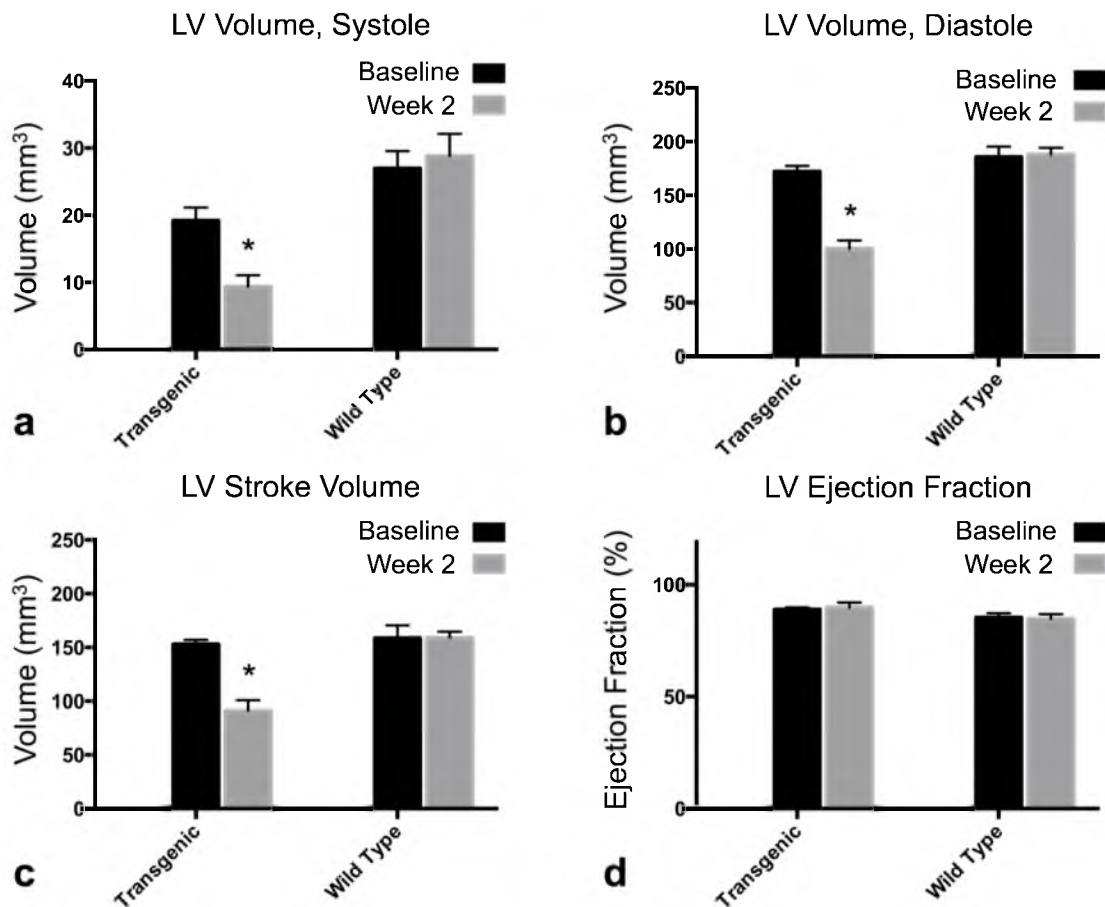 LV Volume, Systole
Baseline
Week 2
Volume (mm³)
40
30
20
10
0
Transgenic
Wild Type
a
LV Volume, Diastole
Baseline
Week 2
Volume (mm³)
250
200
150
100
50
0
*
*
Transgenic
Wild Type
b
LV Stroke Volume
Baseline
Week 2
Volume (mm³)
250
200
150
100
50
0
*
Transgenic
Wild Type
c
LV Ejection Fraction
Baseline
Week 2
Ejection Fraction (%)
100
50
0
Transgenic
Wild Type
d